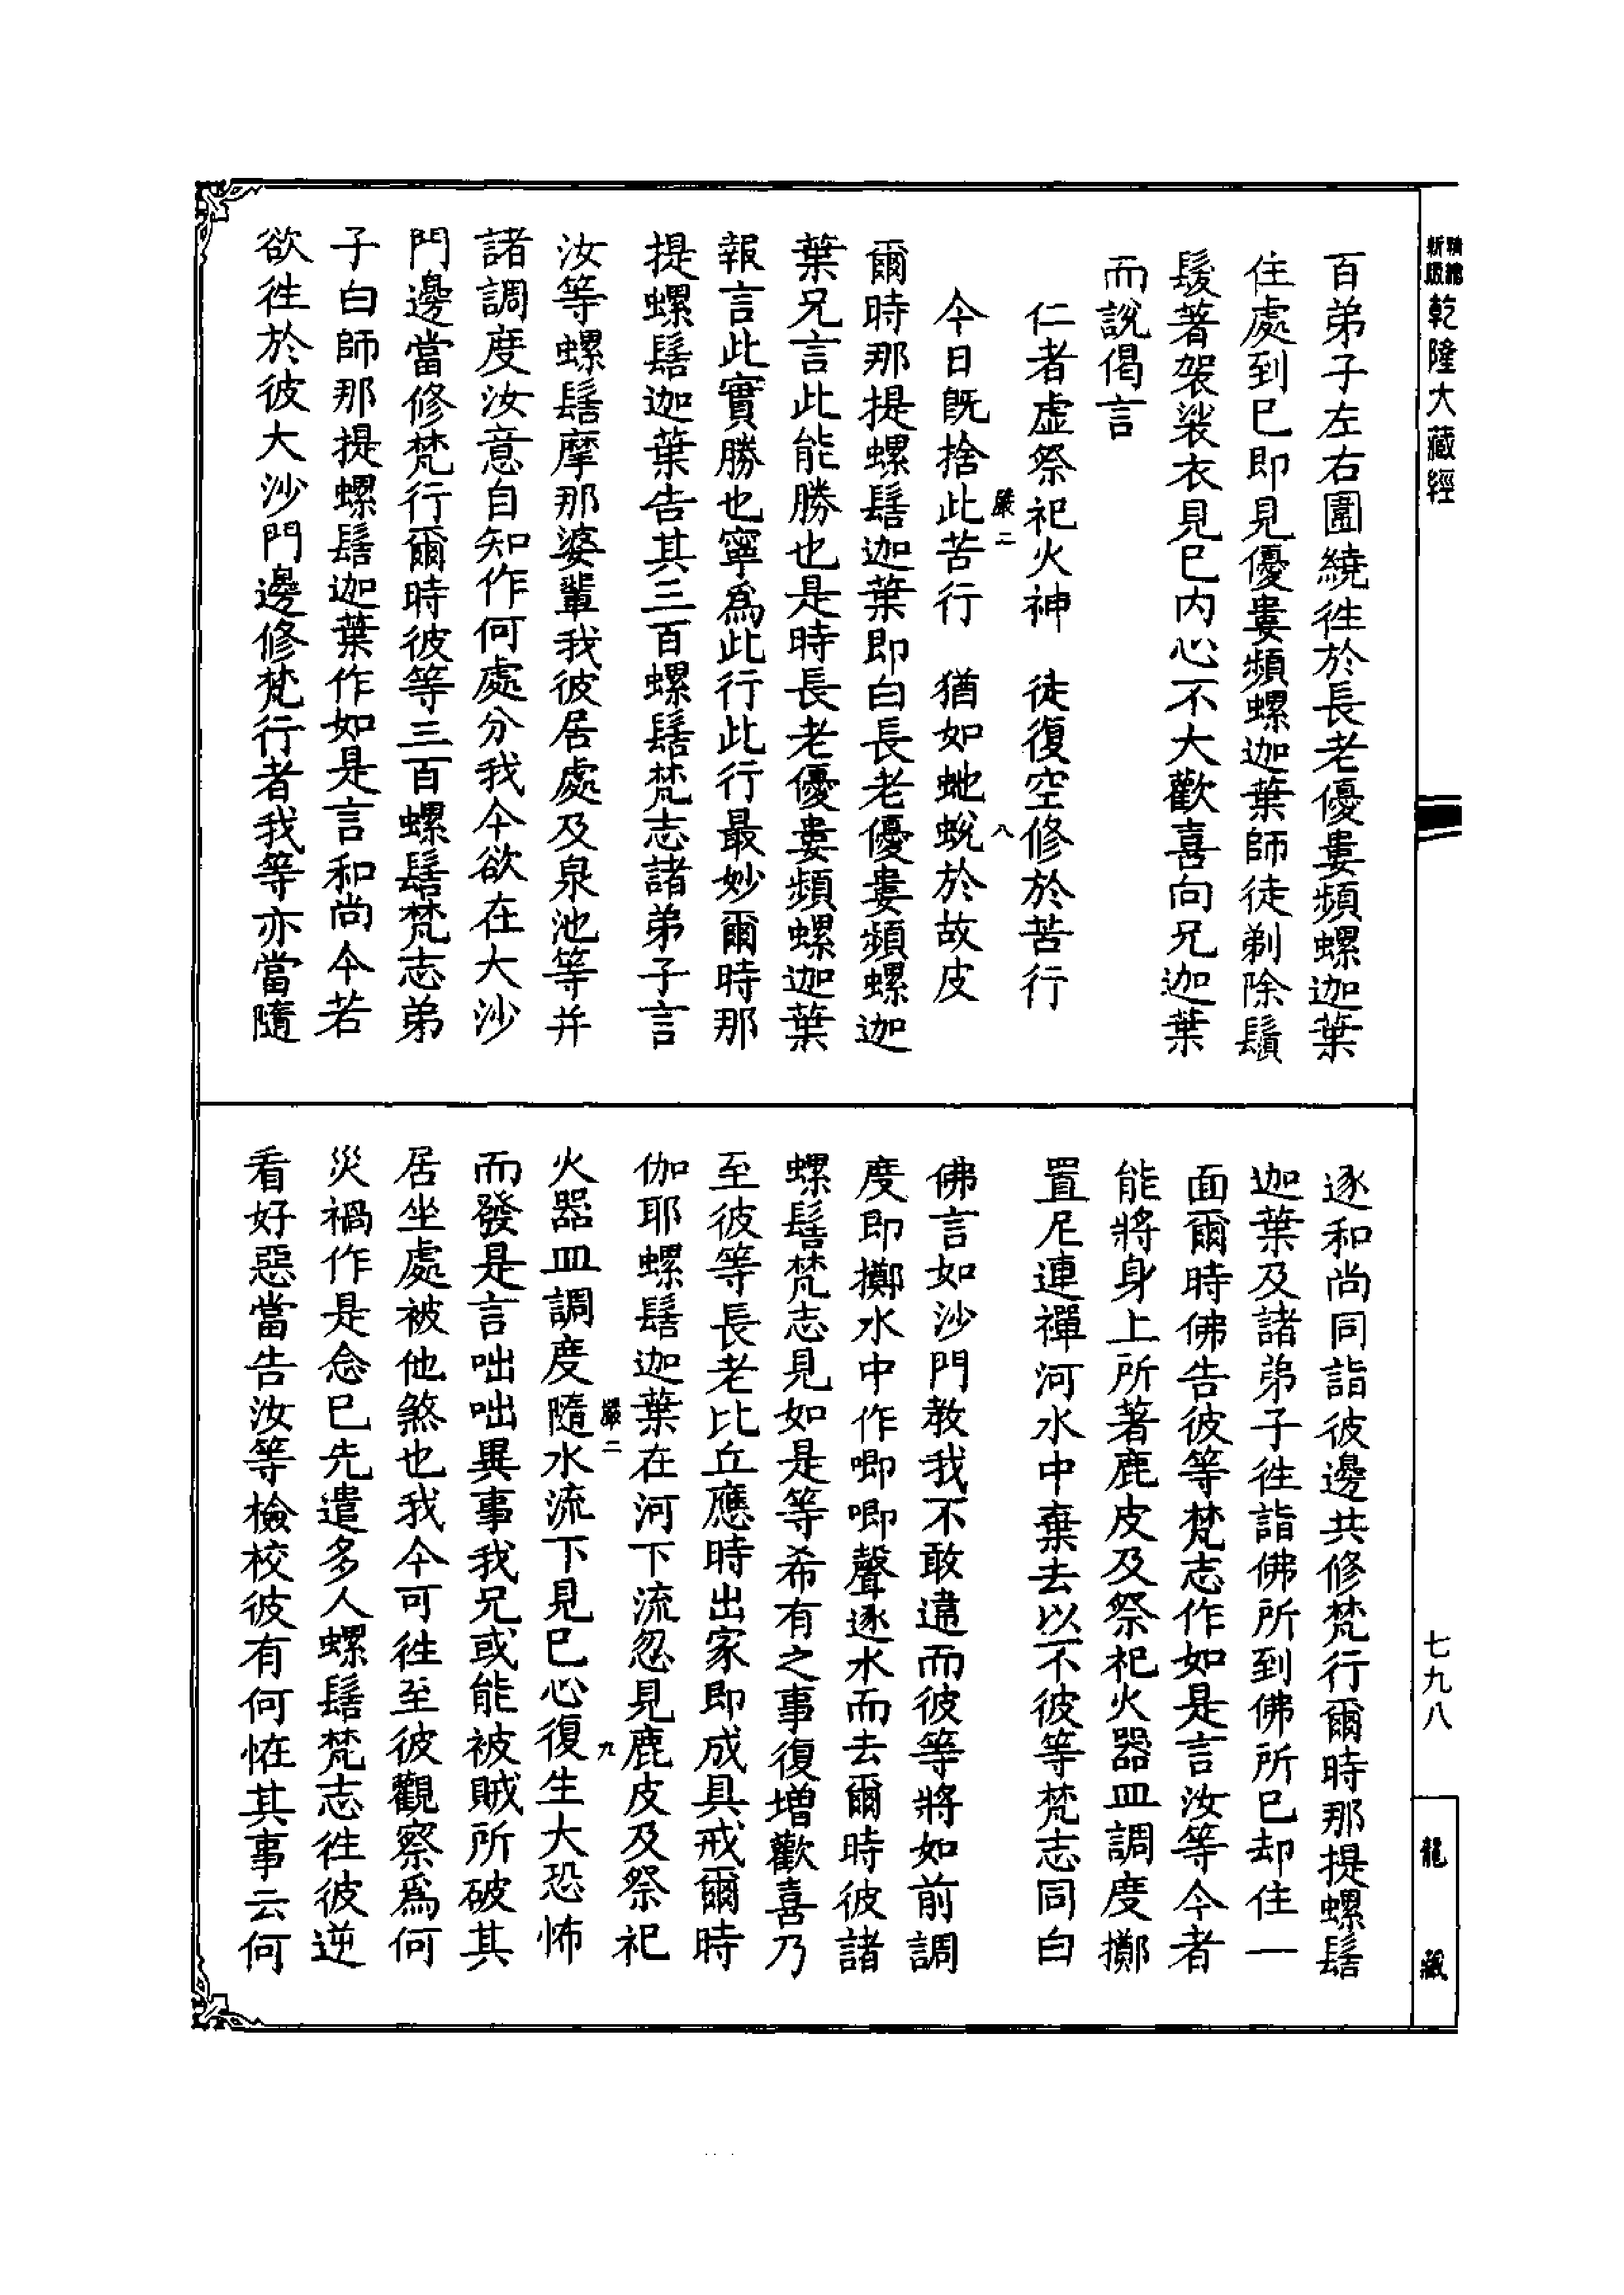 精縮
新版
乾隆大藏經
百弟子左右圍繞徃於長老優婁頻螺迦葉
住處到已即見優婁頻螺迦葉師徒剃除鬚
髮著袈裟衣見已內心不大歡喜向兄迦葉
而說偈言
仁者虛祭祀火神　徒復空修於苦行
嚴二
八
今日旣捨此苦行　猶如虵蛻於故皮
爾時那提螺髻迦葉即白長老優婁頻螺迦
葉兄言此能勝也是時長老優婁頻螺迦葉
報言此實勝也寧爲此行此行最妙爾時那
提螺髻迦葉告其三百螺髻梵志諸弟子言
汝等螺髻摩那婆輩我彼居處及泉池等并
諸調度汝意自知作何處分我今欲在大沙
門邊當修梵行爾時彼等三百螺髻梵志弟
子白師那提螺髻迦葉作如是言和尚今若
欲徃於彼大沙門邊修梵行者我等亦當隨
逐和尚同詣彼邊共修梵行爾時那提螺髻
迦葉及諸弟子徃詣佛所到佛所已却住一
面爾時佛告彼等梵志作如是言汝等今者
能將身上所著鹿皮及祭祀火器皿調度擲
置尼連禪河水中棄去以不彼等梵志同白
佛言如沙門教我不敢違而彼等將如前調
度即擲水中作唧唧聲逐水而去爾時彼諸
螺髻梵志見如是等希有之事復增歡喜乃
至彼等長老比丘應時出家即成具戒爾時
伽耶螺髻迦葉在河下流忽見鹿皮及祭祀
嚴二
九
火器皿調度隨水流下見已心復生大恐怖
而發是言咄咄異事我兄或能被賊所破其
居坐處被他煞也我今可徃至彼觀察爲何
災禍作是念已先遣多人螺髻梵志徃彼逆
看好惡當告汝等檢校彼有何恠其事云何
七九八
龍藏